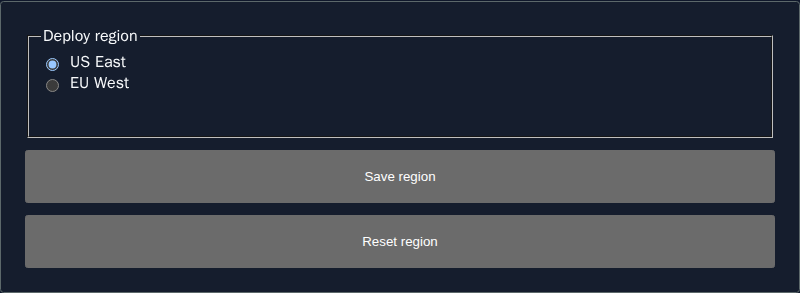 Deploy region
US East
EU West
Save region
Reset region